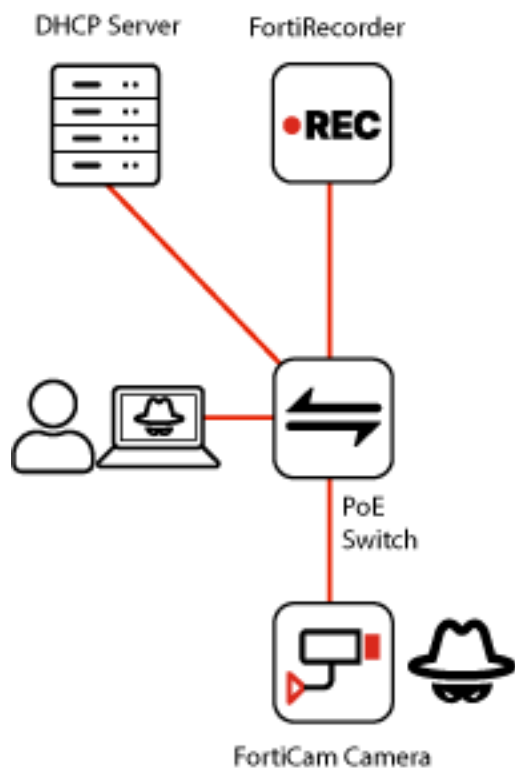 DHCP Server
FortiRecorder
REC
PoE
Switch
FortiCam Camera